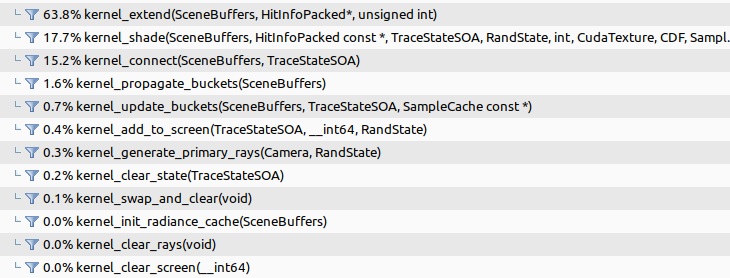 63.8% kernel_extend(SceneBuffers, HitInfoPacked*, unsigned int)
17.7% kernel_shade(SceneBuffers, HitInfoPacked const *, TraceStateSOA, RandState, int, CudaTexture, CDF, Sampl...
15.2% kernel_connect(SceneBuffers, TraceStateSOA)
1.6% kernel_propagate_buckets(SceneBuffers)
0.7% kernel_update_buckets(SceneBuffers, TraceStateSOA, SampleCache const *)
0.4% kernel_add_to_screen(TraceStateSOA, __int64, RandState)
0.3% kernel_generate_primary_rays(Camera, RandState)
0.2% kernel_clear_state(TraceStateSOA)
0.1% kernel_swap_and_clear(void)
0.0% kernel_init_radiance_cache(SceneBuffers)
0.0% kernel_clear_rays(void)
0.0% kernel_clear_screen(__int64)